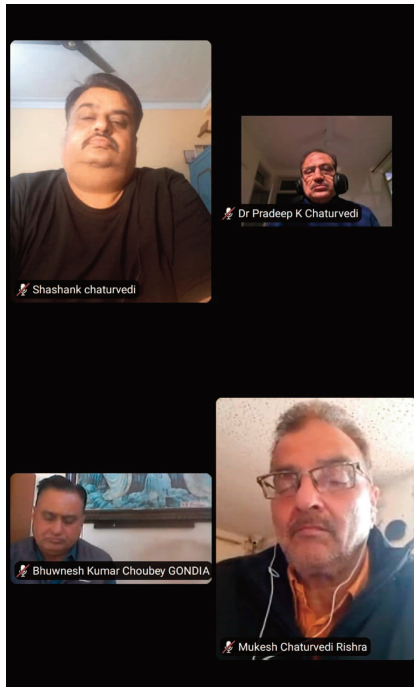 Shashank chaturvedi
Dr Pradeep K Chaturvedi
Bhuwnesh Kumar Choubey GONDIA
Mukesh Chaturvedi Rishra